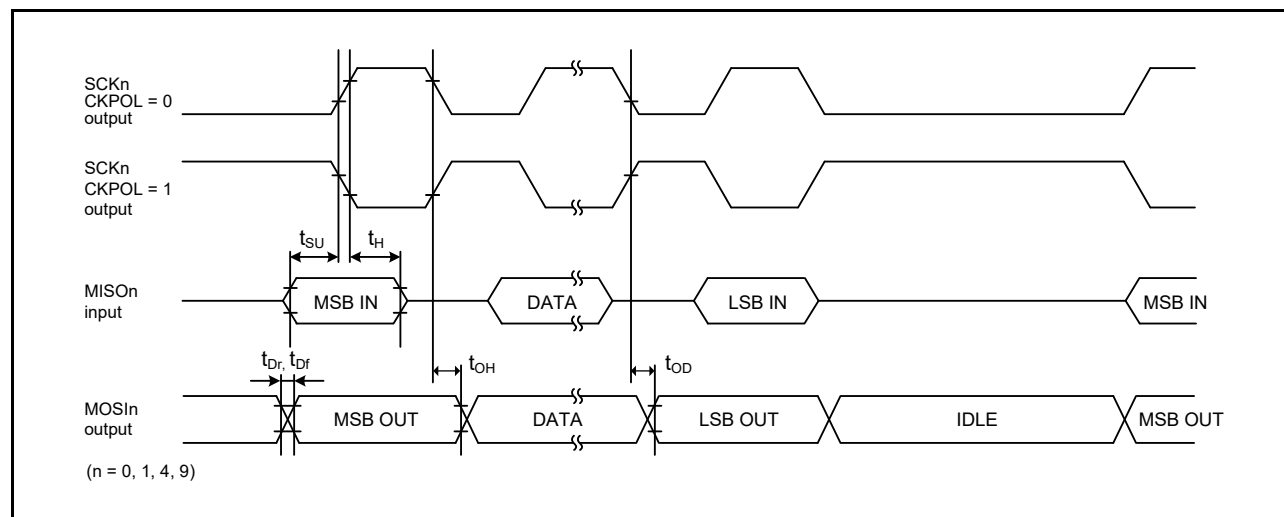 SCKn
CKPOL = 0
output
SCKn
CKPOL = 1
output
tSU
tH
MISOn
input
MSB IN
DATA
LSB IN
MSB IN
tDr, tDf
tOH
tOD
MOSIn
output
MSB OUT
DATA
LSB OUT
IDLE
MSB OUT
(n = 0, 1, 4, 9)